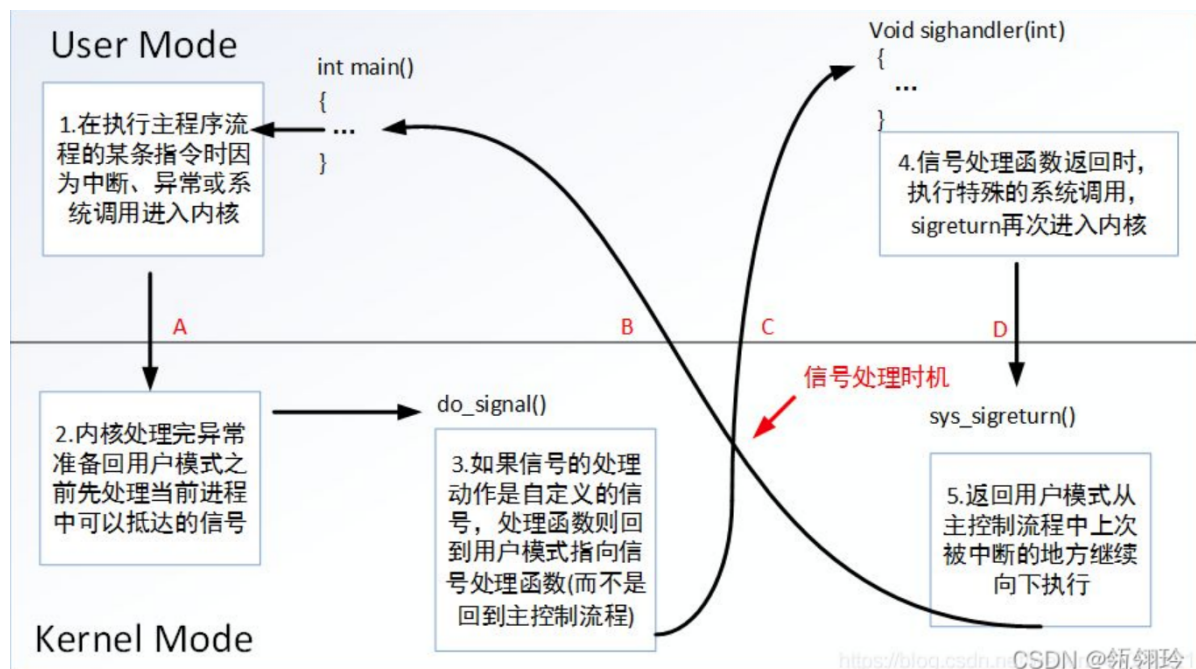 User Mode
int main()
{
...
}
1.在执行主程序流
程的某条指令时因
为中断、异常或系
统调用进入内核
Void sighandler(int)
{
...
}
4.信号处理函数返回时，
执行特殊的系统调用，
sigreturn再次进入内核
A
B
C
D
信号处理时机
2.内核处理完异常
准备回用户模式之
前先处理当前进程
中可以抵达的信号
do_signal()
3.如果信号的处理
动作是自定义的信
号，处理函数则回
到用户模式指向信
号处理函数(而不是
回到主控制流程)
sys_sigreturn()
5.返回用户模式从
主控制流程中上次
被中断的地方继续
向下执行
Kernel Mode
https://blog.csdn.ne
CSDN @瓴翎玲